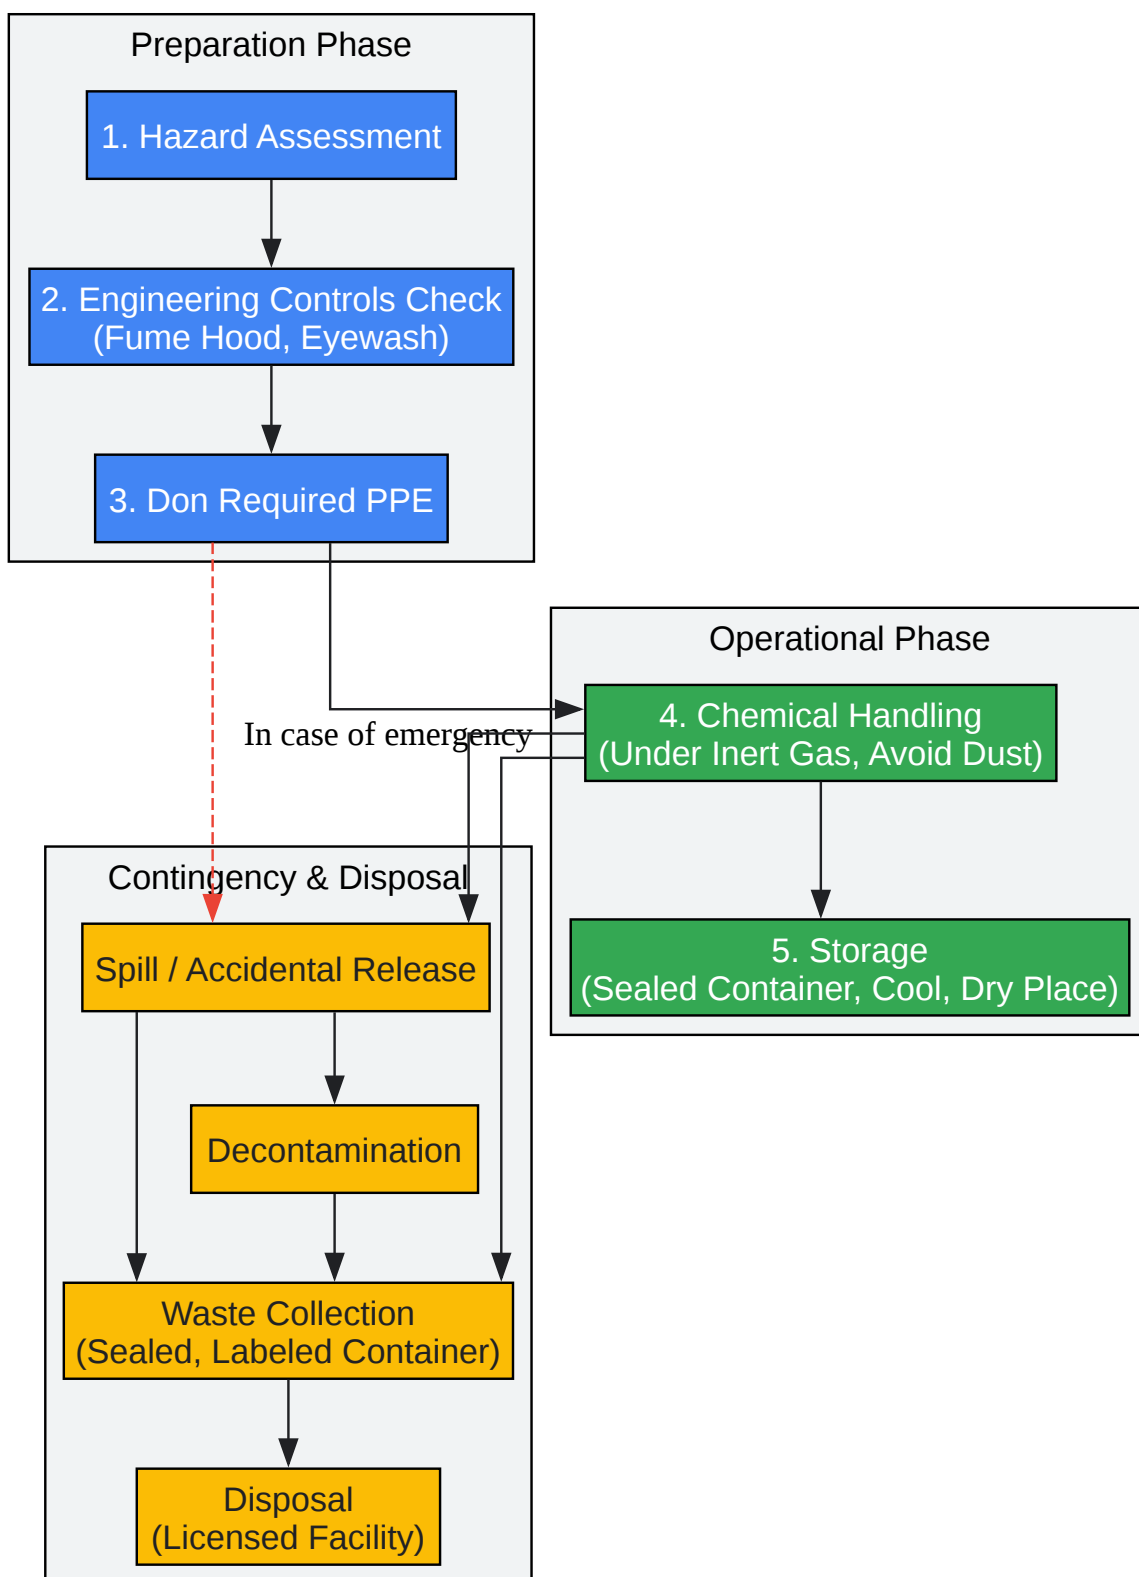 Preparation Phase
1. Hazard Assessment
2. Engineering Controls Check
(Fume Hood, Eyewash)
3. Don Required PPE
Operational Phase
4. Chemical Handling
(Under Inert Gas, Avoid Dust)
In case of emergency
5. Storage
(Sealed Container, Cool, Dry Place)
Contingency & Disposal
Spill / Accidental Release
Decontamination
Waste Collection
(Sealed, Labeled Container)
Disposal
(Licensed Facility)